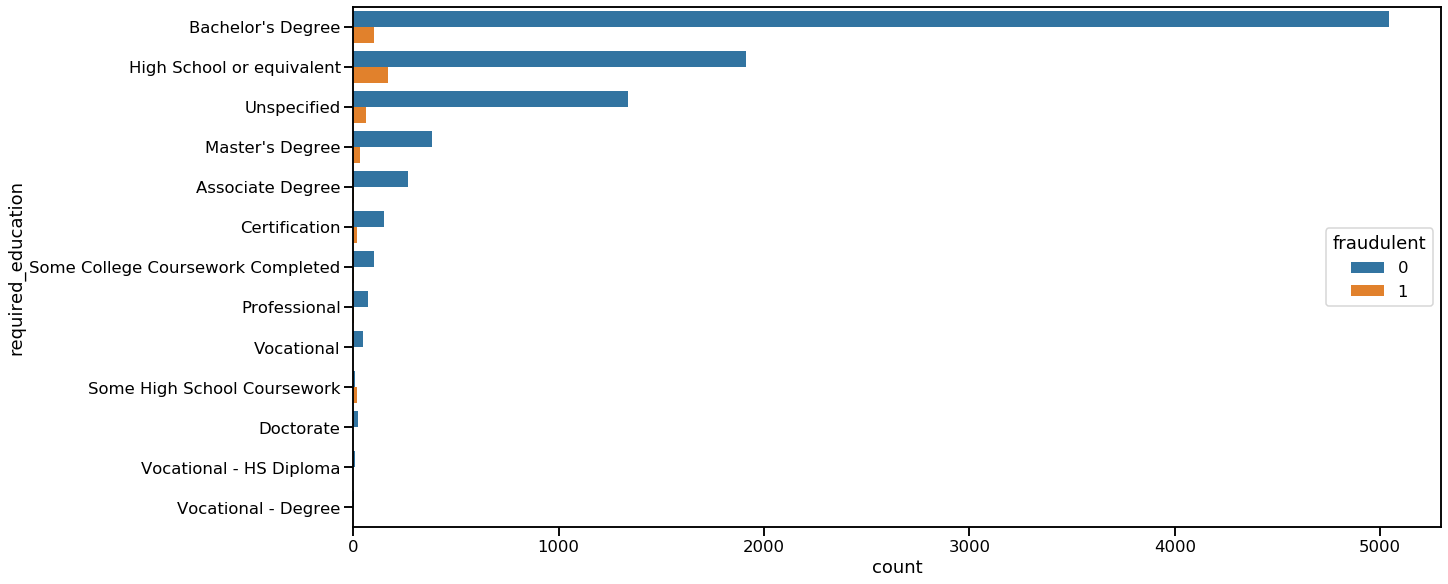 Bachelor's Degree
High School or equivalent
Unspecified
Master's Degree
Associate Degree
Certification
Some College Coursework Completed
Professional
Vocational
Some High School Coursework
Doctorate
Vocational - HS Diploma
Vocational - Degree
required_education
0 1000 2000 3000 4000 5000
count
fraudulent
0
1